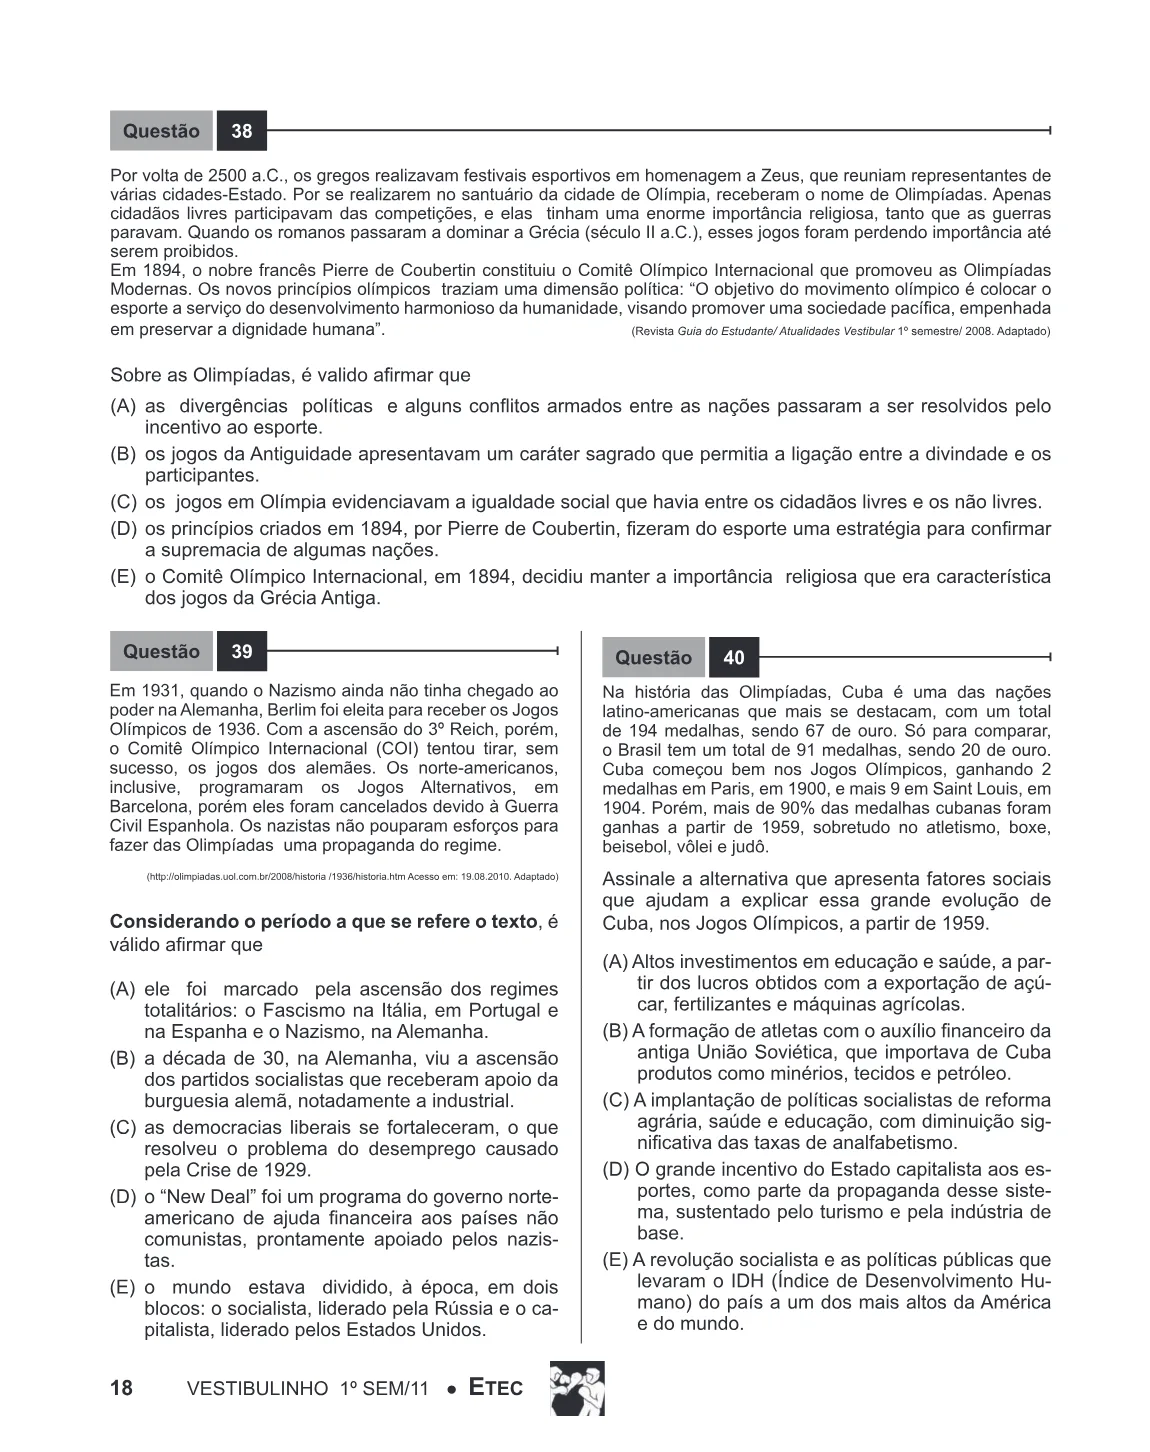 Questão 38
Por volta de 2500 a.C., os gregos realizavam festivais esportivos em homenagem a Zeus, que reuniam representantes de
várias cidades-Estado. Por se realizarem no santuário da cidade de Olímpia, receberam o nome de Olimpíadas. Apenas
cidadãos livres participavam das competições, e elas tinham uma enorme importância religiosa, tanto que as guerras
paravam. Quando os romanos passaram a dominar a Grécia (século II a.C.), esses jogos foram perdendo importância até
serem proibidos.
Em 1894, o nobre francês Pierre de Coubertin constituiu o Comitê Olímpico Internacional que promoveu as Olimpíadas
Modernas. Os novos princípios olímpicos traziam uma dimensão política: “O objetivo do movimento olímpico é colocar o
esporte a serviço do desenvolvimento harmonioso da humanidade, visando promover uma sociedade pacífica, empenhada
em preservar a dignidade humana”. (Revista Guia do Estudante/ Atualidades Vestibular 1º semestre/ 2008. Adaptado)
Sobre as Olimpíadas, é valido afirmar que
(A) as divergências políticas e alguns conflitos armados entre as nações passaram a ser resolvidos pelo
incentivo ao esporte.
(B) os jogos da Antiguidade apresentavam um caráter sagrado que permitia a ligação entre a divindade e os
participantes.
(C) os jogos em Olímpia evidenciavam a igualdade social que havia entre os cidadãos livres e os não livres.
(D) os princípios criados em 1894, por Pierre de Coubertin, fizeram do esporte uma estratégia para confirmar
a supremacia de algumas nações.
(E) o Comitê Olímpico Internacional, em 1894, decidiu manter a importância religiosa que era característica
dos jogos da Grécia Antiga.
Questão 39
Em 1931, quando o Nazismo ainda não tinha chegado ao
poder na Alemanha, Berlim foi eleita para receber os Jogos
Olímpicos de 1936. Com a ascensão do 3º Reich, porém,
o Comitê Olímpico Internacional (COI) tentou tirar, sem
sucesso, os jogos dos alemães. Os norte-americanos,
inclusive, programaram os Jogos Alternativos, em
Barcelona, porém eles foram cancelados devido à Guerra
Civil Espanhola. Os nazistas não pouparam esforços para
fazer das Olimpíadas uma propaganda do regime.
(http://olimpiadas.uol.com.br/2008/historia /1936/historia.htm Acesso em: 19.08.2010. Adaptado)
Considerando o período a que se refere o texto, é
válido afirmar que
(A) ele foi marcado pela ascensão dos regimes
totalitários: o Fascismo na Itália, em Portugal e
na Espanha e o Nazismo, na Alemanha.
(B) a década de 30, na Alemanha, viu a ascensão
dos partidos socialistas que receberam apoio da
burguesia alemã, notadamente a industrial.
(C) as democracias liberais se fortaleceram, o que
resolveu o problema do desemprego causado
pela Crise de 1929.
(D) o “New Deal” foi um programa do governo norte-
americano de ajuda financeira aos países não
comunistas, prontamente apoiado pelos nazis-
tas.
(E) o mundo estava dividido, à época, em dois
blocos: o socialista, liderado pela Rússia e o ca-
pitalista, liderado pelos Estados Unidos.
Questão 40
Na história das Olimpíadas, Cuba é uma das nações
latino-americanas que mais se destacam, com um total
de 194 medalhas, sendo 67 de ouro. Só para comparar,
o Brasil tem um total de 91 medalhas, sendo 20 de ouro.
Cuba começou bem nos Jogos Olímpicos, ganhando 2
medalhas em Paris, em 1900, e mais 9 em Saint Louis, em
1904. Porém, mais de 90% das medalhas cubanas foram
ganhas a partir de 1959, sobretudo no atletismo, boxe,
beisebol, vôlei e judô.
Assinale a alternativa que apresenta fatores sociais
que ajudam a explicar essa grande evolução de
Cuba, nos Jogos Olímpicos, a partir de 1959.
(A) Altos investimentos em educação e saúde, a par-
tir dos lucros obtidos com a exportação de açú-
car, fertilizantes e máquinas agrícolas.
(B) A formação de atletas com o auxílio financeiro da
antiga União Soviética, que importava de Cuba
produtos como minérios, tecidos e petróleo.
(C) A implantação de políticas socialistas de reforma
agrária, saúde e educação, com diminuição sig-
nificativa das taxas de analfabetismo.
(D) O grande incentivo do Estado capitalista aos es-
portes, como parte da propaganda desse siste-
ma, sustentado pelo turismo e pela indústria de
base.
(E) A revolução socialista e as políticas públicas que
levaram o IDH (Índice de Desenvolvimento Hu-
mano) do país a um dos mais altos da América
e do mundo.
18 VESTIBULINHO 1º SEM/11 ● ETEC